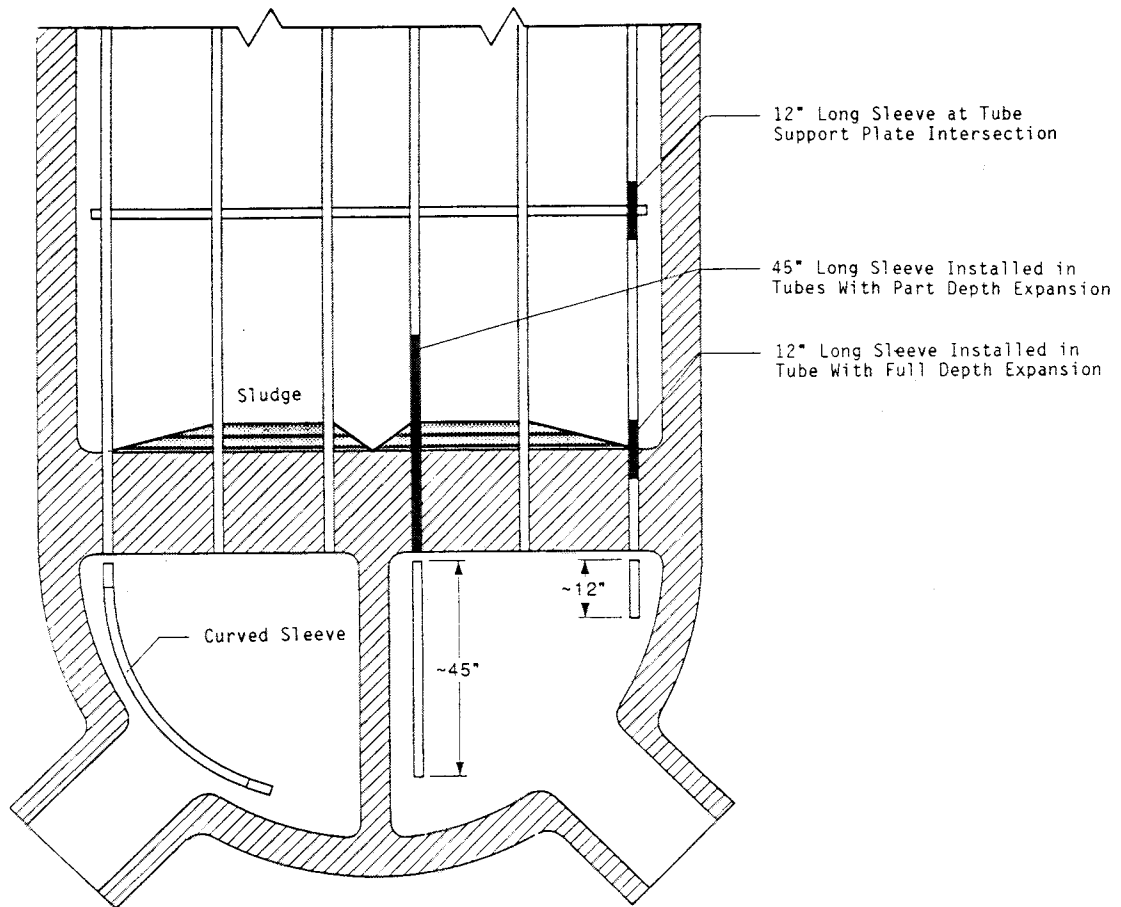 12" Long Sleeve at Tube
Support Plate Intersection
45" Long Sleeve Installed in
Tubes With Part Depth Expansion
12" Long Sleeve Installed in
Tube With Full Depth Expansion
Sludge
~12"
Curved Sleeve
~45"